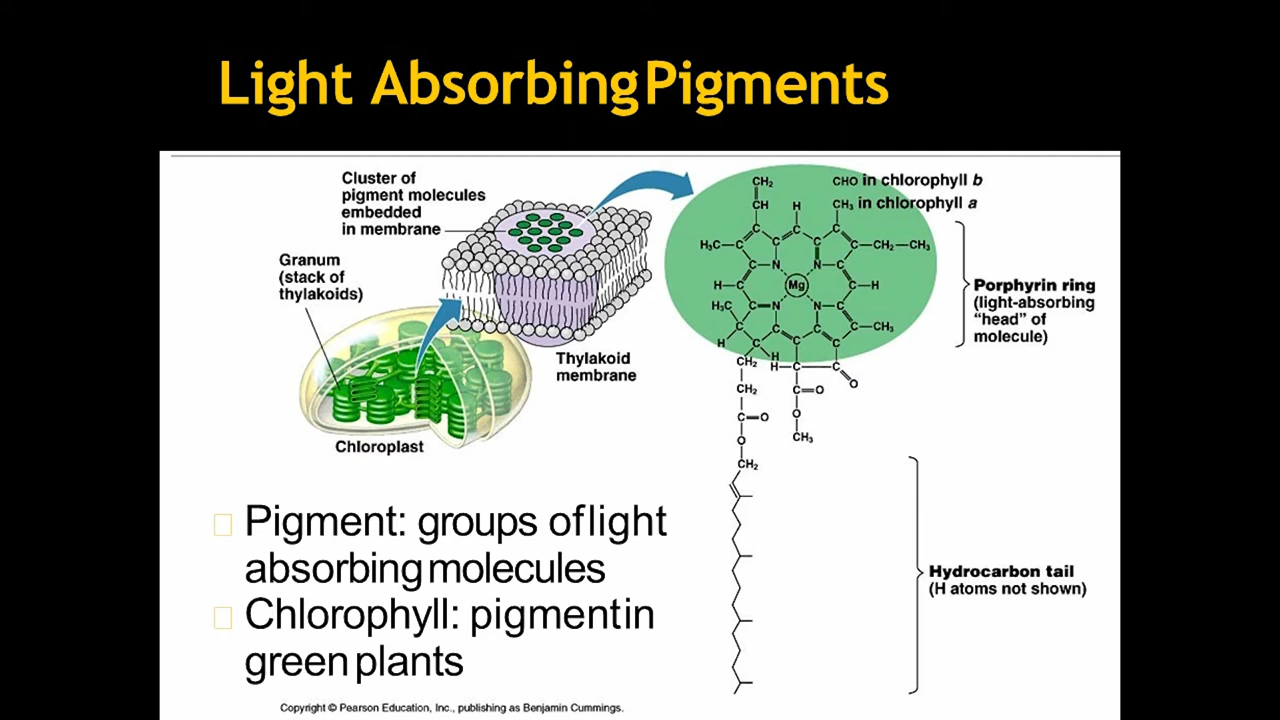 Light Absorbing Pigments
Cluster of
pigment molecules
embedded
in membrane
Granum
(stack of
thylakoids)
Chloroplast
Thylakoid
membrane
CH₂
CH
H
CHO in chlorophyll b
CH₃ in chlorophyll a
H₃C
CH₂—CH₃
N
N
H
Mg
C—H
H₃C
C=N
N
CH₃
H
C
C
CH₂
H
H—C
C
O
CH₂
C=O
C=O
O
O
CH₃
CH₂
Porphyrin ring
(light-absorbing
“head” of
molecule)
Hydrocarbon tail
(H atoms not shown)
Pigment: groups of light
absorbing molecules
Chlorophyll: pigment in
green plants
Copyright © Pearson Education, Inc., publishing as Benjamin Cummings.